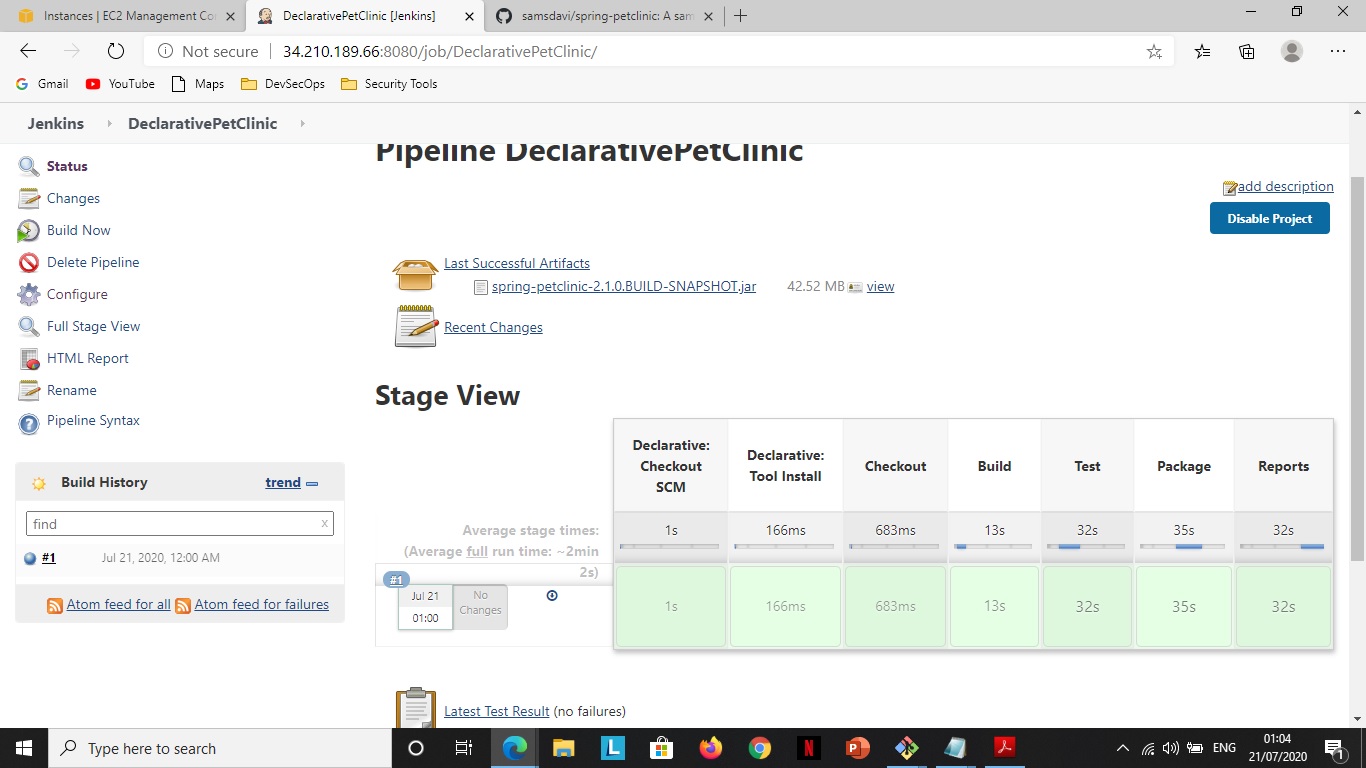 Instances | EC2 Management Co
DeclarativePetClinic [Jenkins]
samsdavi/spring-petclinic: A sam
Not secure
34.210.189.66:8080/job/DeclarativePetClinic/
Gmail
YouTube
Maps
DevSecOps
Security Tools
Jenkins
DeclarativePetClinic
Status
Changes
Build Now
Delete Pipeline
Configure
Full Stage View
HTML Report
Rename
Pipeline Syntax
Build History
trend
find
x
#1
Jul 21, 2020, 12:00 AM
Atom feed for all
Atom feed for failures
Pipeline DeclarativePetClinic
add description
Disable Project
Last Successful Artifacts
spring-petclinic-2.1.0.BUILD-SNAPSHOT.jar
42.52 MB
view
Recent Changes
Stage View
Declarative:
Checkout
SCM
Declarative:
Tool Install
Checkout
Build
Test
Package
Reports
Average stage times:
(Average full run time: ~2min
2s)
1s
166ms
683ms
13s
32s
35s
32s
#1
Jul 21
01:00
No
Changes
1s
166ms
683ms
13s
32s
35s
32s
Latest Test Result (no failures)
Type here to search
L
N
P
ENG
01:04
21/07/2020
1